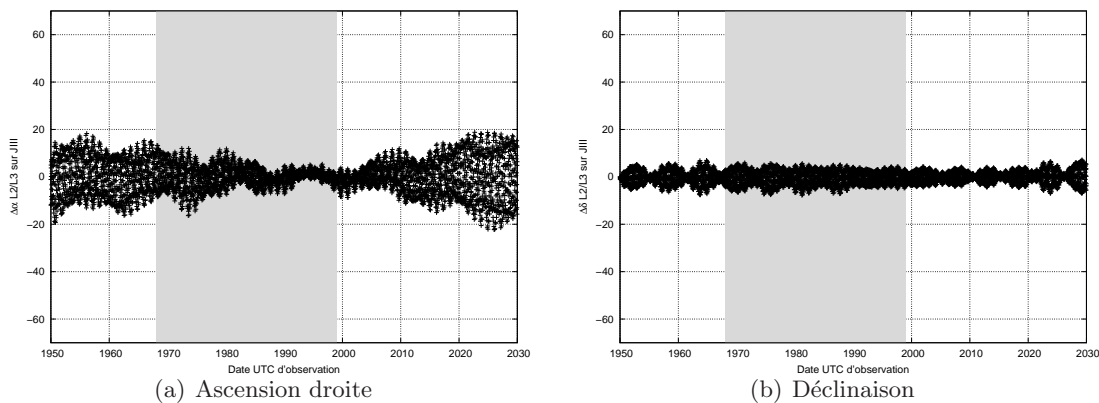 60
40
20
0
−20
−40
−60
1950 1960 1970 1980 1990 2000 2010 2020 2030
Δα L2/L3 sur JIII
Date UTC d'observation
(a) Ascension droite
60
40
20
0
−20
−40
−60
1950 1960 1970 1980 1990 2000 2010 2020 2030
Δδ L2/L3 sur JIII
Date UTC d'observation
(b) Déclinaison